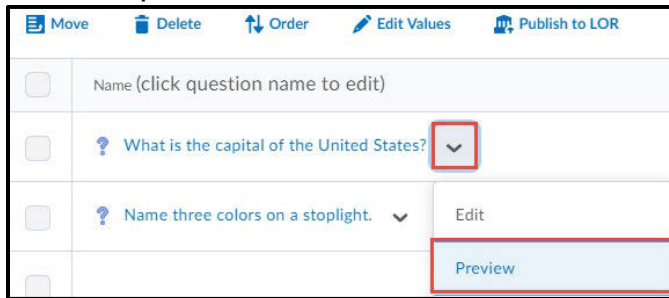 Move Delete Order Edit Values Publish to LOR
Name (click question name to edit)
What is the capital of the United States?
Name three colors on a stoplight.
Edit
Preview